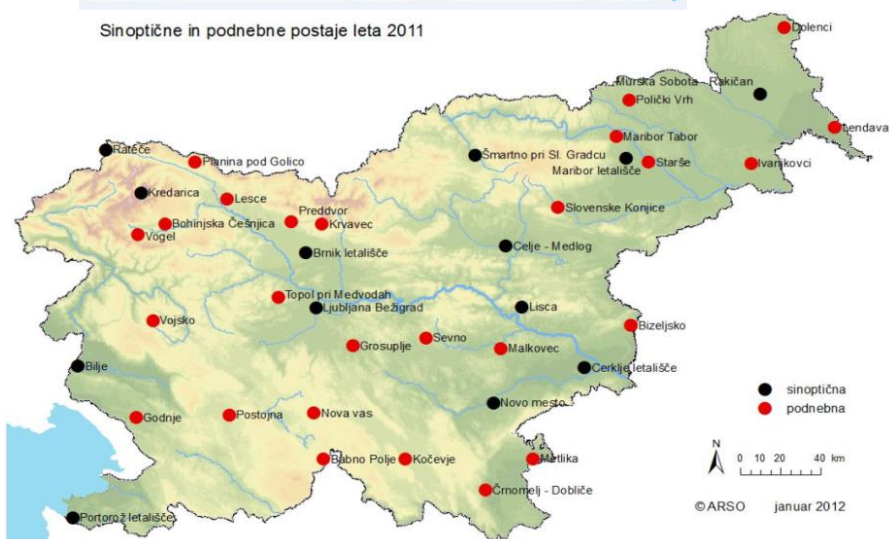 Sinoptične in podnebne postaje leta 2011
Dolenci
Murska Sobota - Rakičan
Polički Vrh
Lendava
Maribor Tabor
Ratéče
Planina pod Golico
Šmartno pri Sl. Gradcu
Maribor letališče
Starše
Ivankovci
Kredarica
Lesce
Slovenske Konjice
Preddvor
Bohinjska Češnjica
Krvavec
Vogel
Celje - Medlog
Brnik letališče
Topol pri Medvodah
Ljubljana Bežigrad
Lisca
Vojsko
Bizeljsko
Sevno
Grosuplje
Malkovec
Bilje
Cerklje letališče
sinoptična
Novo mesto
podnebna
Godnje
Postojna
Nova vas
N
Babno Polje
Kočevje
Metlika
0 10 20 40 km
Črnomelj - Dobliče
©ARSO januar 2012
Portorož letališče